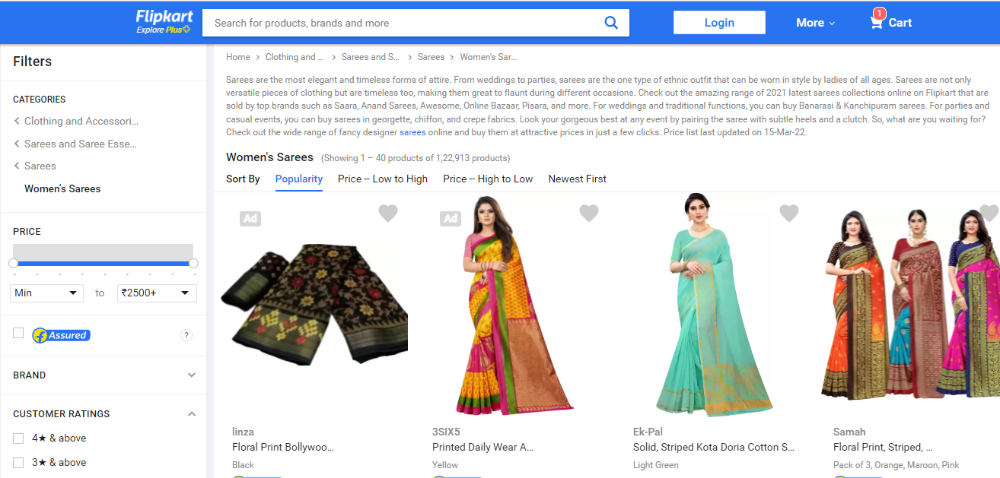 Flipkart
Explore Plus
Search for products, brands and more
Login
More
1
Cart
Filters
CATEGORIES
Clothing and Accessori...
Sarees and Saree Esse...
Sarees
Women's Sarees
PRICE
Min
to
₹2500+
f Assured
?
BRAND
CUSTOMER RATINGS
4★ & above
3★ & above
Home > Clothing and ... > Sarees and S... > Sarees > Women's Sar...
Sarees are the most elegant and timeless forms of attire. From weddings to parties, sarees are the one type of ethnic outfit that can be worn in style by ladies of all ages. Sarees are not only
versatile pieces of clothing but are timeless too, making them great to flaunt during different occasions. Check out the amazing range of 2021 latest sarees collections online on Flipkart that are
sold by top brands such as Saara, Anand Sarees, Awesome, Online Bazaar, Pisara, and more. For weddings and traditional functions, you can buy Banarasi & Kanchipuram sarees. For parties and
casual events, you can buy sarees in georgette, chiffon, and crepe fabrics. Look your gorgeous best at any event by pairing the saree with subtle heels and a clutch. So, what are you waiting for?
Check out the wide range of fancy designer sarees online and buy them at attractive prices in just a few clicks. Price list last updated on 15-Mar-22.
Women's Sarees (Showing 1 – 40 products of 1,22,913 products)
Sort By Popularity Price -- Low to High Price -- High to Low Newest First
Ad
Ad
linza
Floral Print Bollywoo...
Black
3SIX5
Printed Daily Wear A...
Yellow
Ek-Pal
Solid, Striped Kota Doria Cotton S...
Light Green
Samah
Floral Print, Striped, ...
Pack of 3, Orange, Maroon, Pink